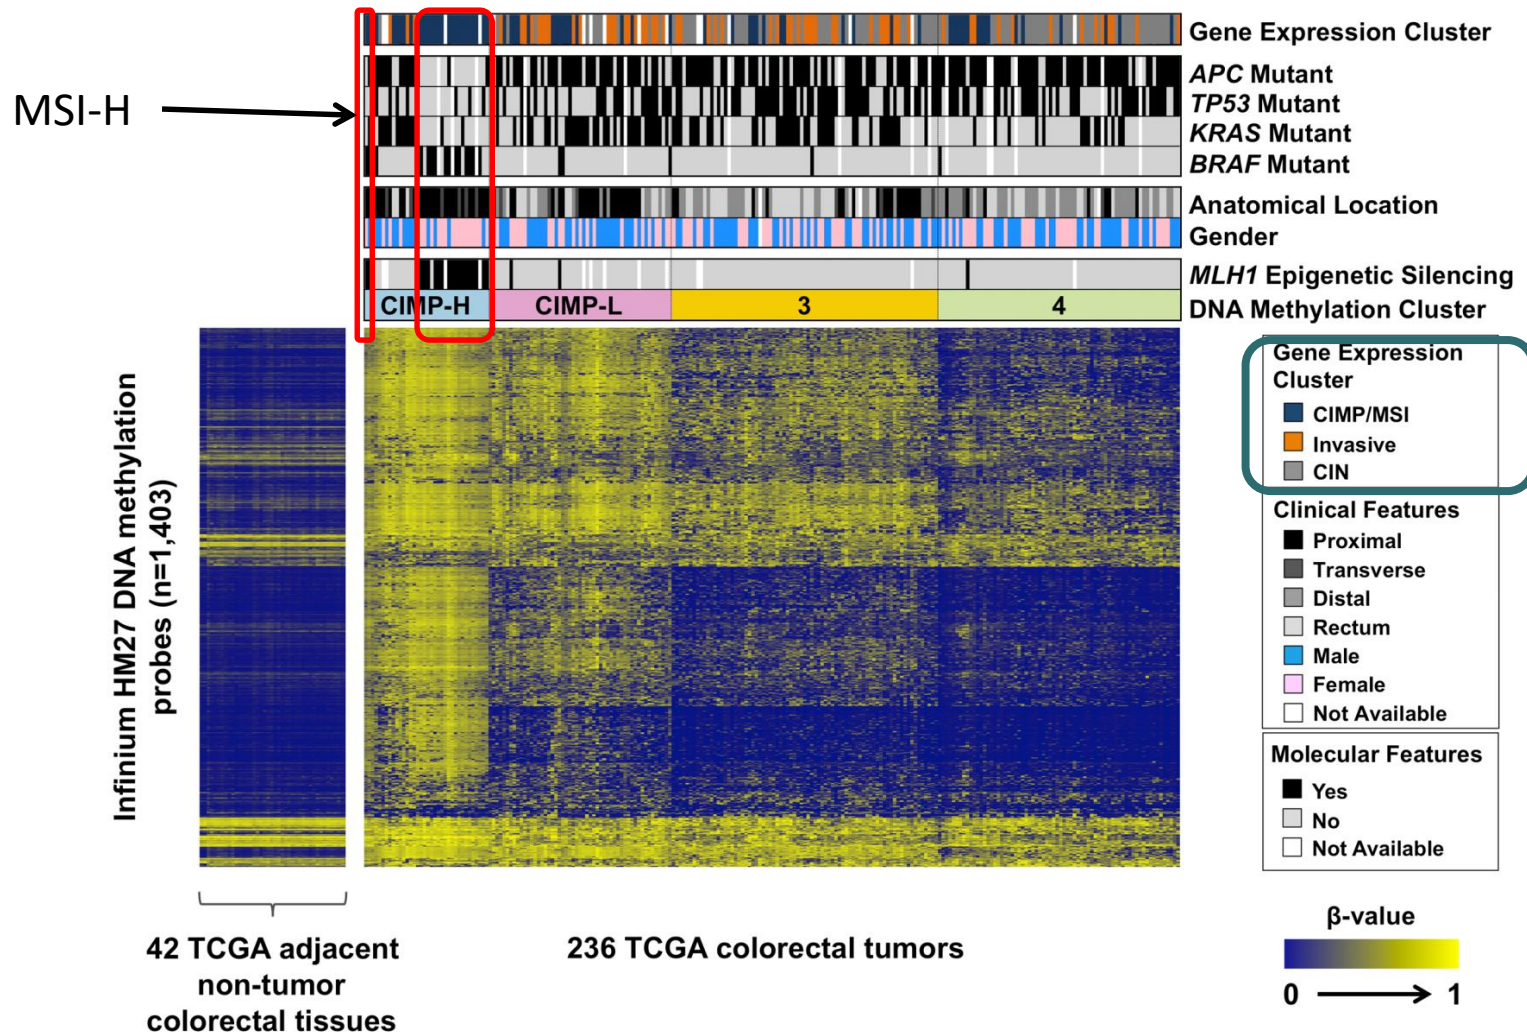 Gene Expression Cluster
MSI-H
APC Mutant
TP53 Mutant
KRAS Mutant
BRAF Mutant
Anatomical Location
Gender
MLH1 Epigenetic Silencing
CIMP-H
CIMP-L
3
4
DNA Methylation Cluster
Infinium HM27 DNA methylation
probes (n=1,403)
Gene Expression
Cluster
CIMP/MSI
Invasive
CIN
Clinical Features
Proximal
Transverse
Distal
Rectum
Male
Female
Not Available
Molecular Features
Yes
No
Not Available
42 TCGA adjacent
non-tumor
colorectal tissues
236 TCGA colorectal tumors
β-value
0
1